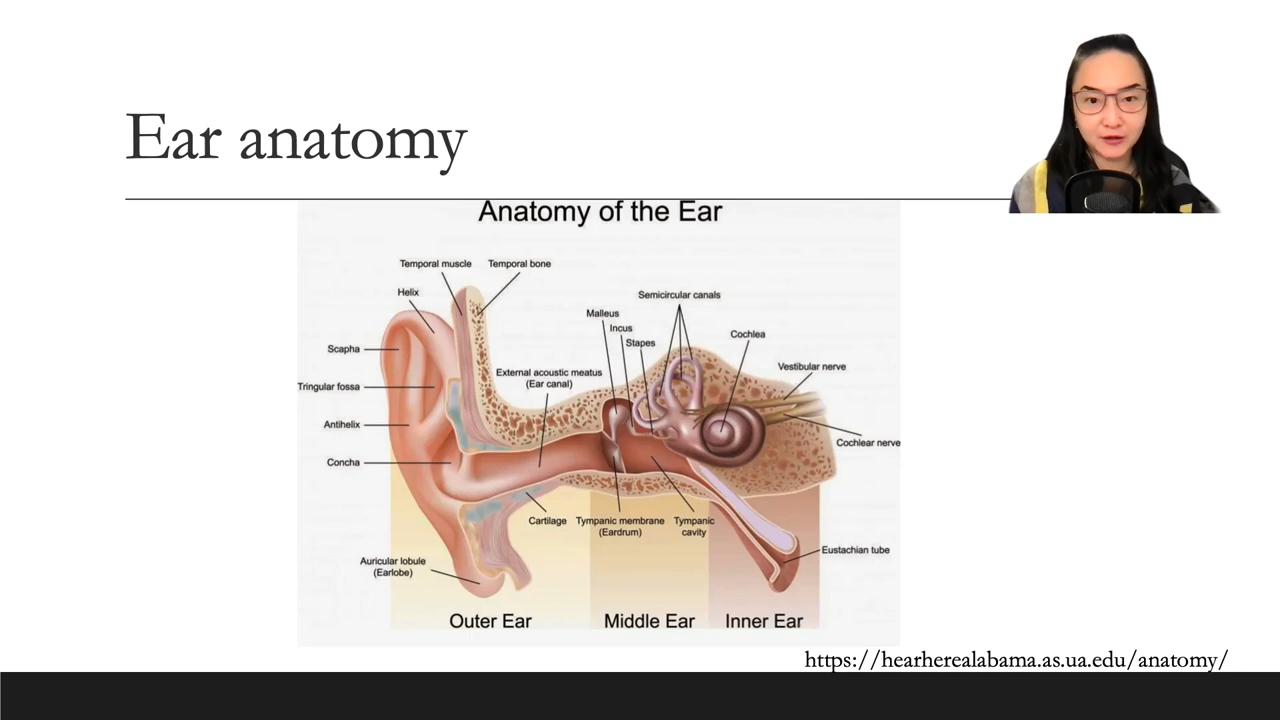 Ear anatomy
Anatomy of the Ear
Temporal muscle
Temporal bone
Helix
Semicircular canals
Malleus
Incus
Stapes
Cochlea
Scapha
Vestibular nerve
External acoustic meatus
(Ear canal)
Tringular fossa
Antihelix
Cochlear nerve
Concha
Cartilage
Tympanic membrane
(Eardrum)
Tympanic
cavity
Eustachian tube
Auricular lobule
(Earlobe)
Outer Ear
Middle Ear
Inner Ear
https://hearherealabama.as.ua.edu/anatomy/